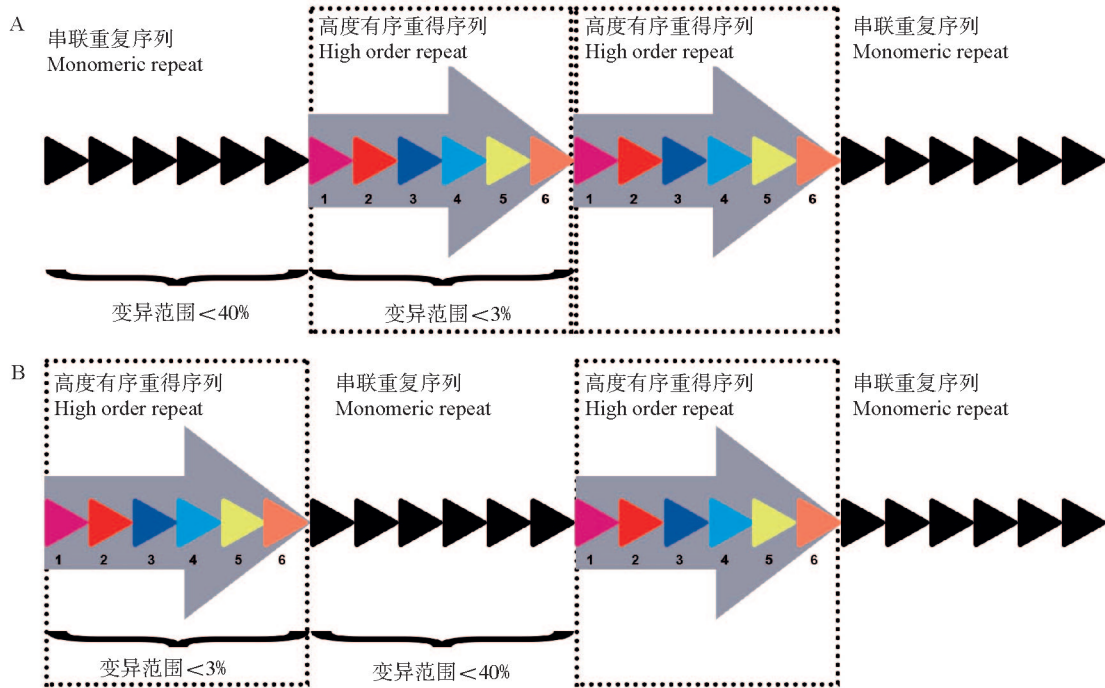 A
串联重复序列
Monomeric repeat
高度有序重得序列
High order repeat
高度有序重得序列
High order repeat
串联重复序列
Monomeric repeat
1 2 3 4 5 6
1 2 3 4 5 6
变异范围<40%
变异范围<3%
B
高度有序重得序列
High order repeat
串联重复序列
Monomeric repeat
高度有序重得序列
High order repeat
串联重复序列
Monomeric repeat
1 2 3 4 5 6
1 2 3 4 5 6
变异范围<3%
变异范围<40%